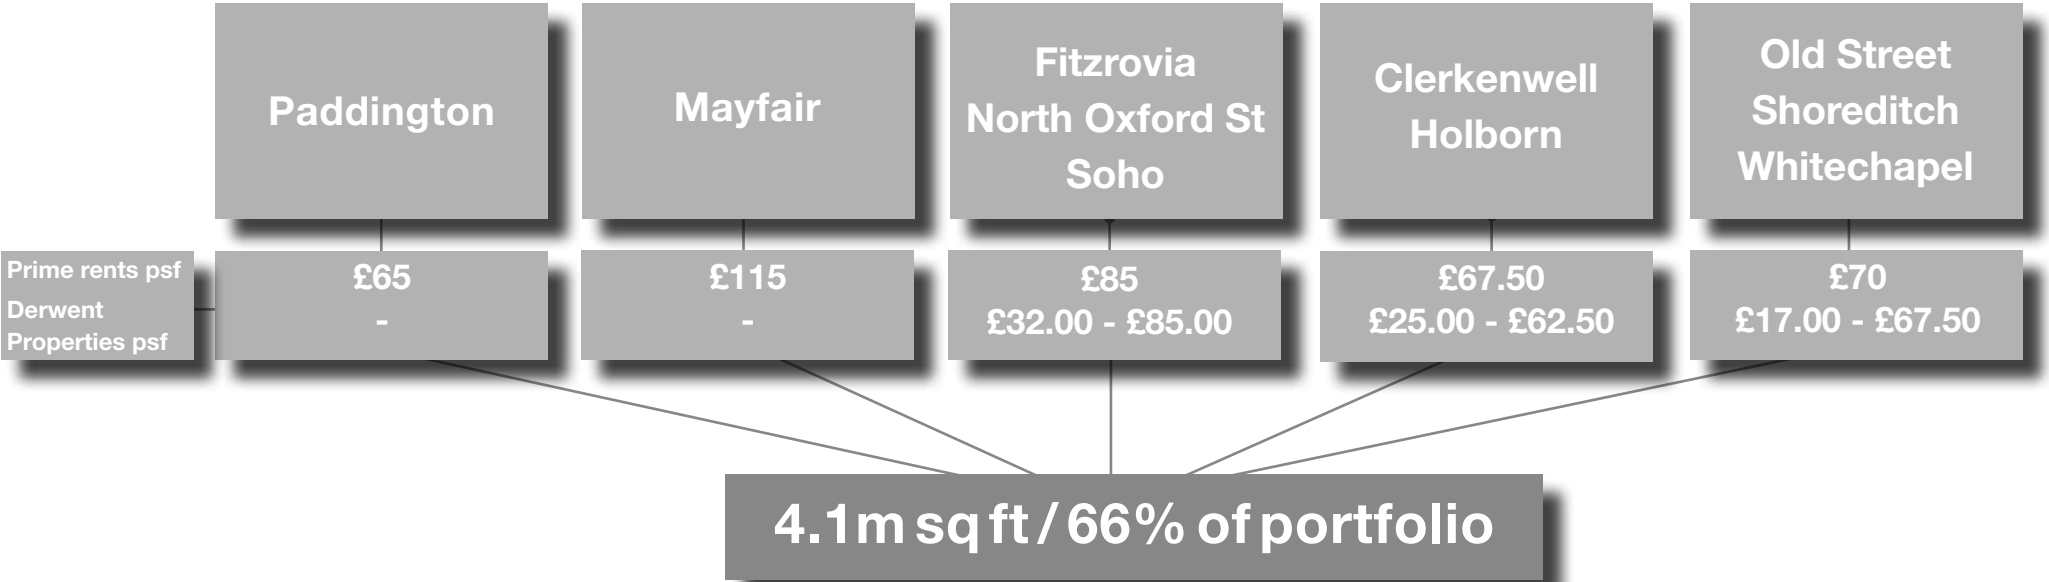 Paddington
Mayfair
Fitzrovia
North Oxford St
Soho
Clerkenwell
Holborn
Old Street
Shoreditch
Whitechapel
Prime rents psf
Derwent
Properties psf
£65
-
£115
-
£85
£32.00 - £85.00
£67.50
£25.00 - £62.50
£70
£17.00 - £67.50
4.1m sq ft / 66% of portfolio